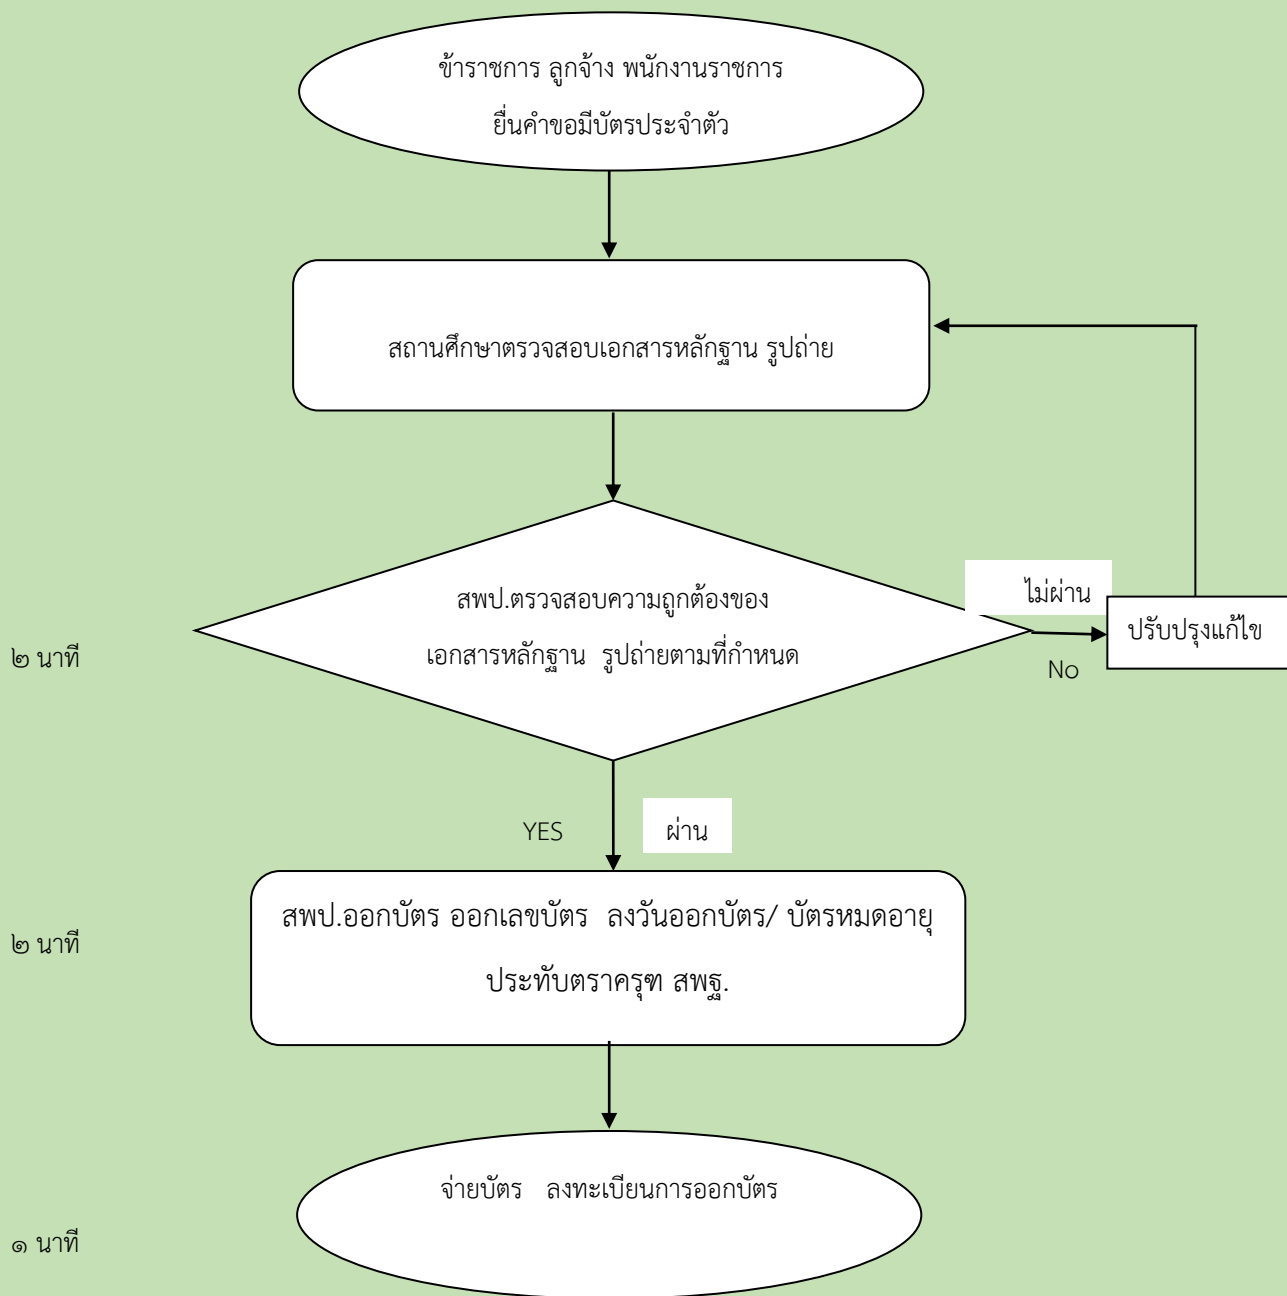 ข้าราชการ ลูกจ้าง พนักงานราชการ
ยื่นคำขอมีบัตรประจำตัว
สถานศึกษาตรวจสอบเอกสารหลักฐาน รูปถ่าย
สพป.ตรวจสอบความถูกต้องของ
เอกสารหลักฐาน รูปถ่ายตามที่กำหนด
๒ นาที
ไม่ผ่าน
No
ปรับปรุงแก้ไข
YES
ผ่าน
สพป.ออกบัตร ออกเลขบัตร ลงวันออกบัตร/ บัตรหมดอายุ
ประทับตราครุฑ สพฐ.
๒ นาที
จ่ายบัตร ลงทะเบียนการออกบัตร
๑ นาที